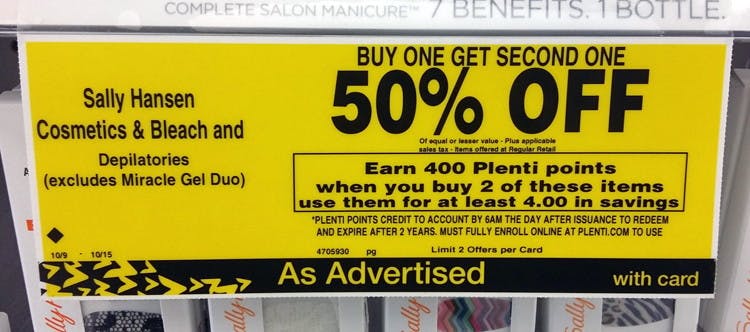 COMPLETE SALON MANICURE™ 7 BENEFITS. 1 BOTTLE.
Sally Hansen
Cosmetics & Bleach and
Depilatories
(excludes Miracle Gel Duo)
BUY ONE GET SECOND ONE
50% OFF
Of equal or lesser value - Plus applicable
sales tax - Items offered at Regular Retail
Earn 400 Plenti points
when you buy 2 of these items
use them for at least 4.00 in savings
*PLENTI POINTS CREDIT TO ACCOUNT BY 6AM THE DAY AFTER ISSUANCE TO REDEEM
AND EXPIRE AFTER 2 YEARS. MUST FULLY ENROLL ONLINE AT PLENTI.COM TO USE
10/9 - 10/15
4705930 pg Limit 2 Offers per Card
As Advertised
with card